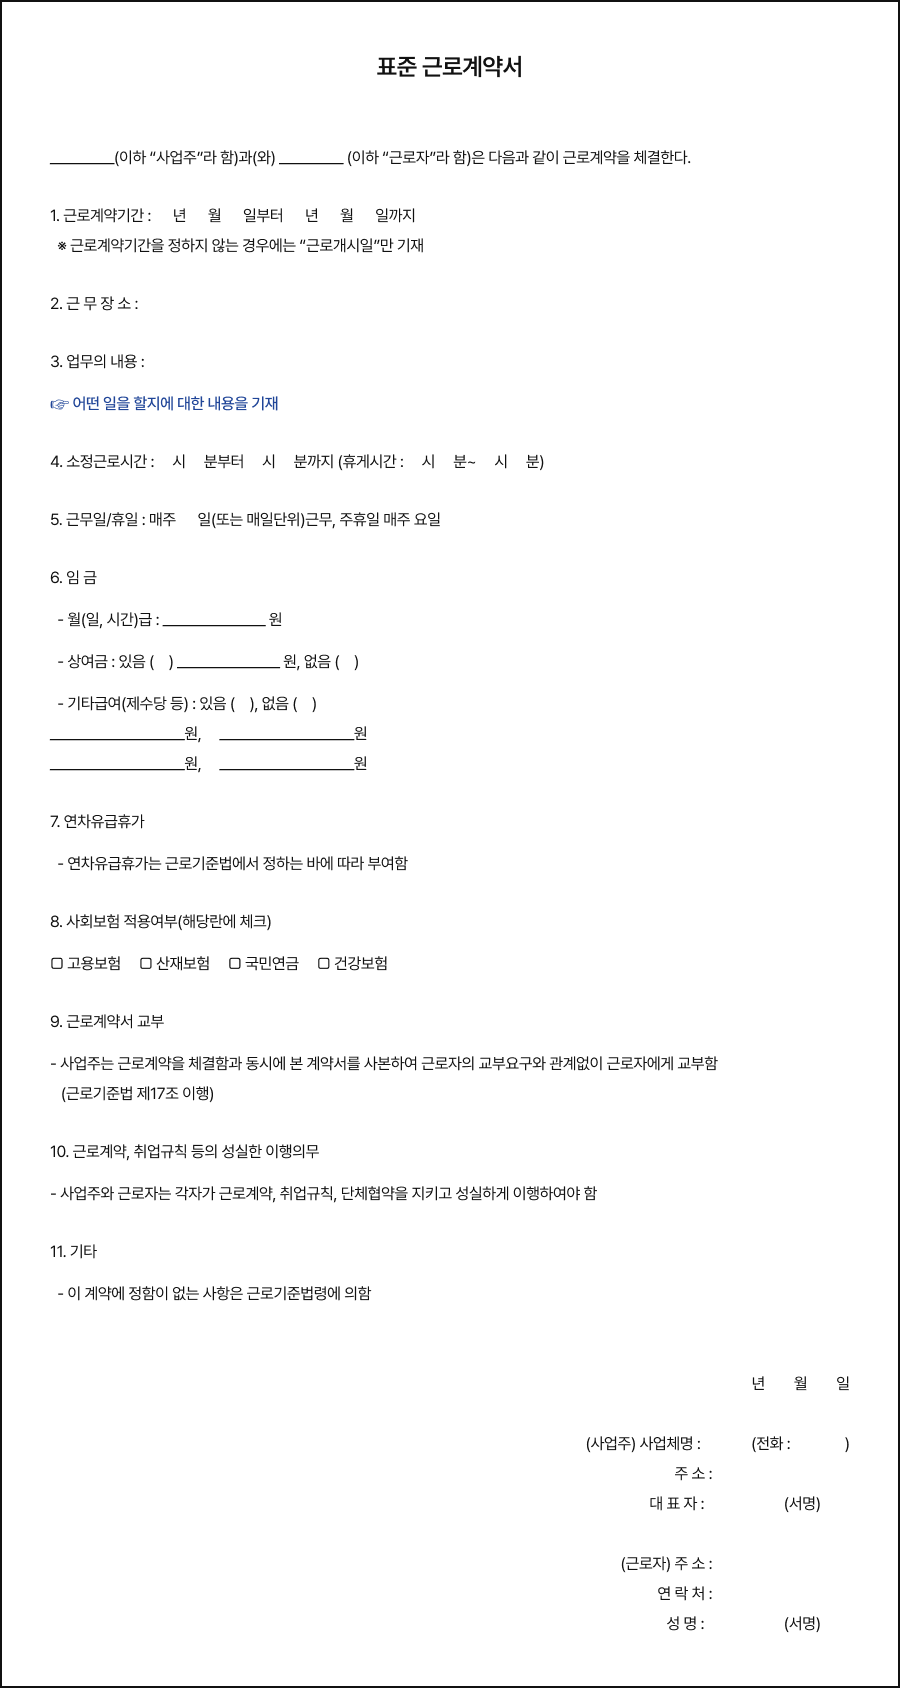 표준 근로계약서
_________(이하 “사업주”라 함)과(와) _________ (이하 “근로자”라 함)은 다음과 같이 근로계약을 체결한다.
1. 근로계약기간 : 년 월 일부터 년 월 일까지
※ 근로계약기간을 정하지 않는 경우에는 “근로개시일”만 기재
2. 근 무 장 소 :
3. 업무의 내용 :
☞ 어떤 일을 할지에 대한 내용을 기재
4. 소정근로시간 : 시 분부터 시 분까지 (휴게시간 : 시 분~ 시 분)
5. 근무일/휴일 : 매주 일(또는 매일단위)근무, 주휴일 매주 요일
6. 임 금
- 월(일, 시간)급 : ______________ 원
- 상여금 : 있음 ( ) ______________ 원, 없음 ( )
- 기타급여(제수당 등) : 있음 ( ), 없음 ( )
__________________원, __________________원
__________________원, __________________원
7. 연차유급휴가
- 연차유급휴가는 근로기준법에서 정하는 바에 따라 부여함
8. 사회보험 적용여부(해당란에 체크)
▢ 고용보험 ▢ 산재보험 ▢ 국민연금 ▢ 건강보험
9. 근로계약서 교부
- 사업주는 근로계약을 체결함과 동시에 본 계약서를 사본하여 근로자의 교부요구와 관계없이 근로자에게 교부함
(근로기준법 제17조 이행)
10. 근로계약, 취업규칙 등의 성실한 이행의무
- 사업주와 근로자는 각자가 근로계약, 취업규칙, 단체협약을 지키고 성실하게 이행하여야 함
11. 기타
- 이 계약에 정함이 없는 사항은 근로기준법령에 의함
년 월 일
(사업주) 사업체명 : (전화 : )
주 소 :
대 표 자 : (서명)
(근로자) 주 소 :
연 락 처 :
성 명 : (서명)